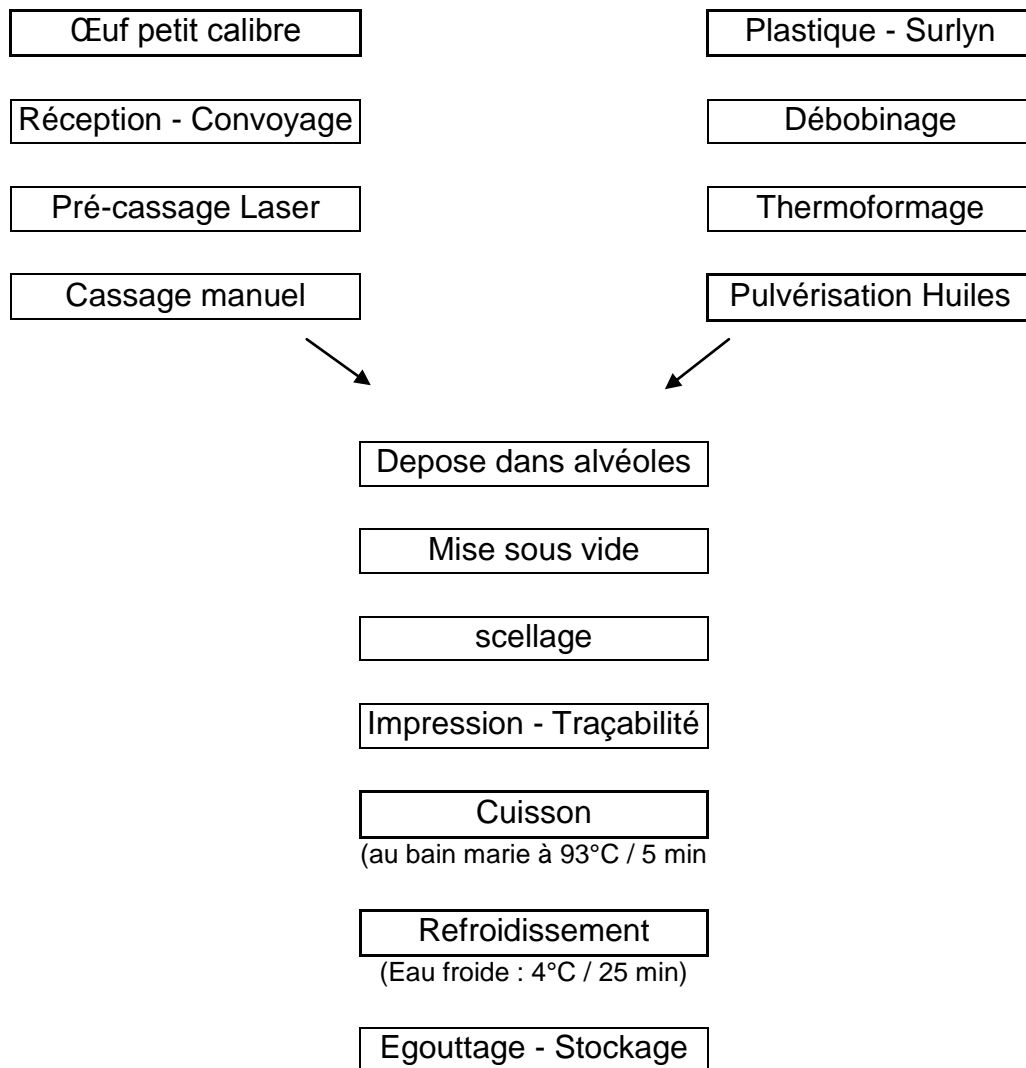 Œuf petit calibre
Plastique - Surlyn
Réception - Convoyage
Débobinage
Pré-cassage Laser
Thermoformage
Cassage manuel
Pulvérisation Huiles
Depose dans alvéoles
Mise sous vide
scellage
Impression - Traçabilité
Cuisson
(au bain marie à 93°C / 5 min
Refroidissement
(Eau froide : 4°C / 25 min)
Egouttage - Stockage